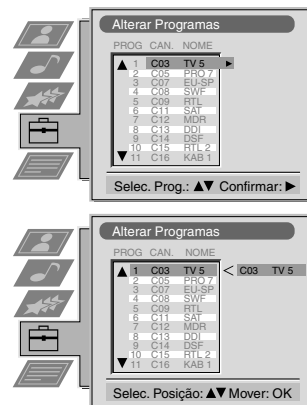 Alterar Programas
PROG CAN. NOME
1 C03 TV 5
2 C05 PRO 7
3 C07 EU-SP
4 C08 SWF
5 C09 RTL
6 C11 SAT
7 C12 MDR
8 C13 DDI
9 C14 DSF
10 C15 RTL 2
11 C16 KAB 1
Selec. Prog.: ▲▼ Confirmar: ►
Alterar Programas
PROG CAN. NOME
1 C03 TV 5 < C03 TV 5
2 C05 PRO 7
3 C07 EU-SP
4 C08 SWF
5 C09 RTL
6 C11 SAT
7 C12 MDR
8 C13 DDI
9 C14 DSF
10 C15 RTL 2
11 C16 KAB 1
Selec. Posição: ▲▼ Mover: OK